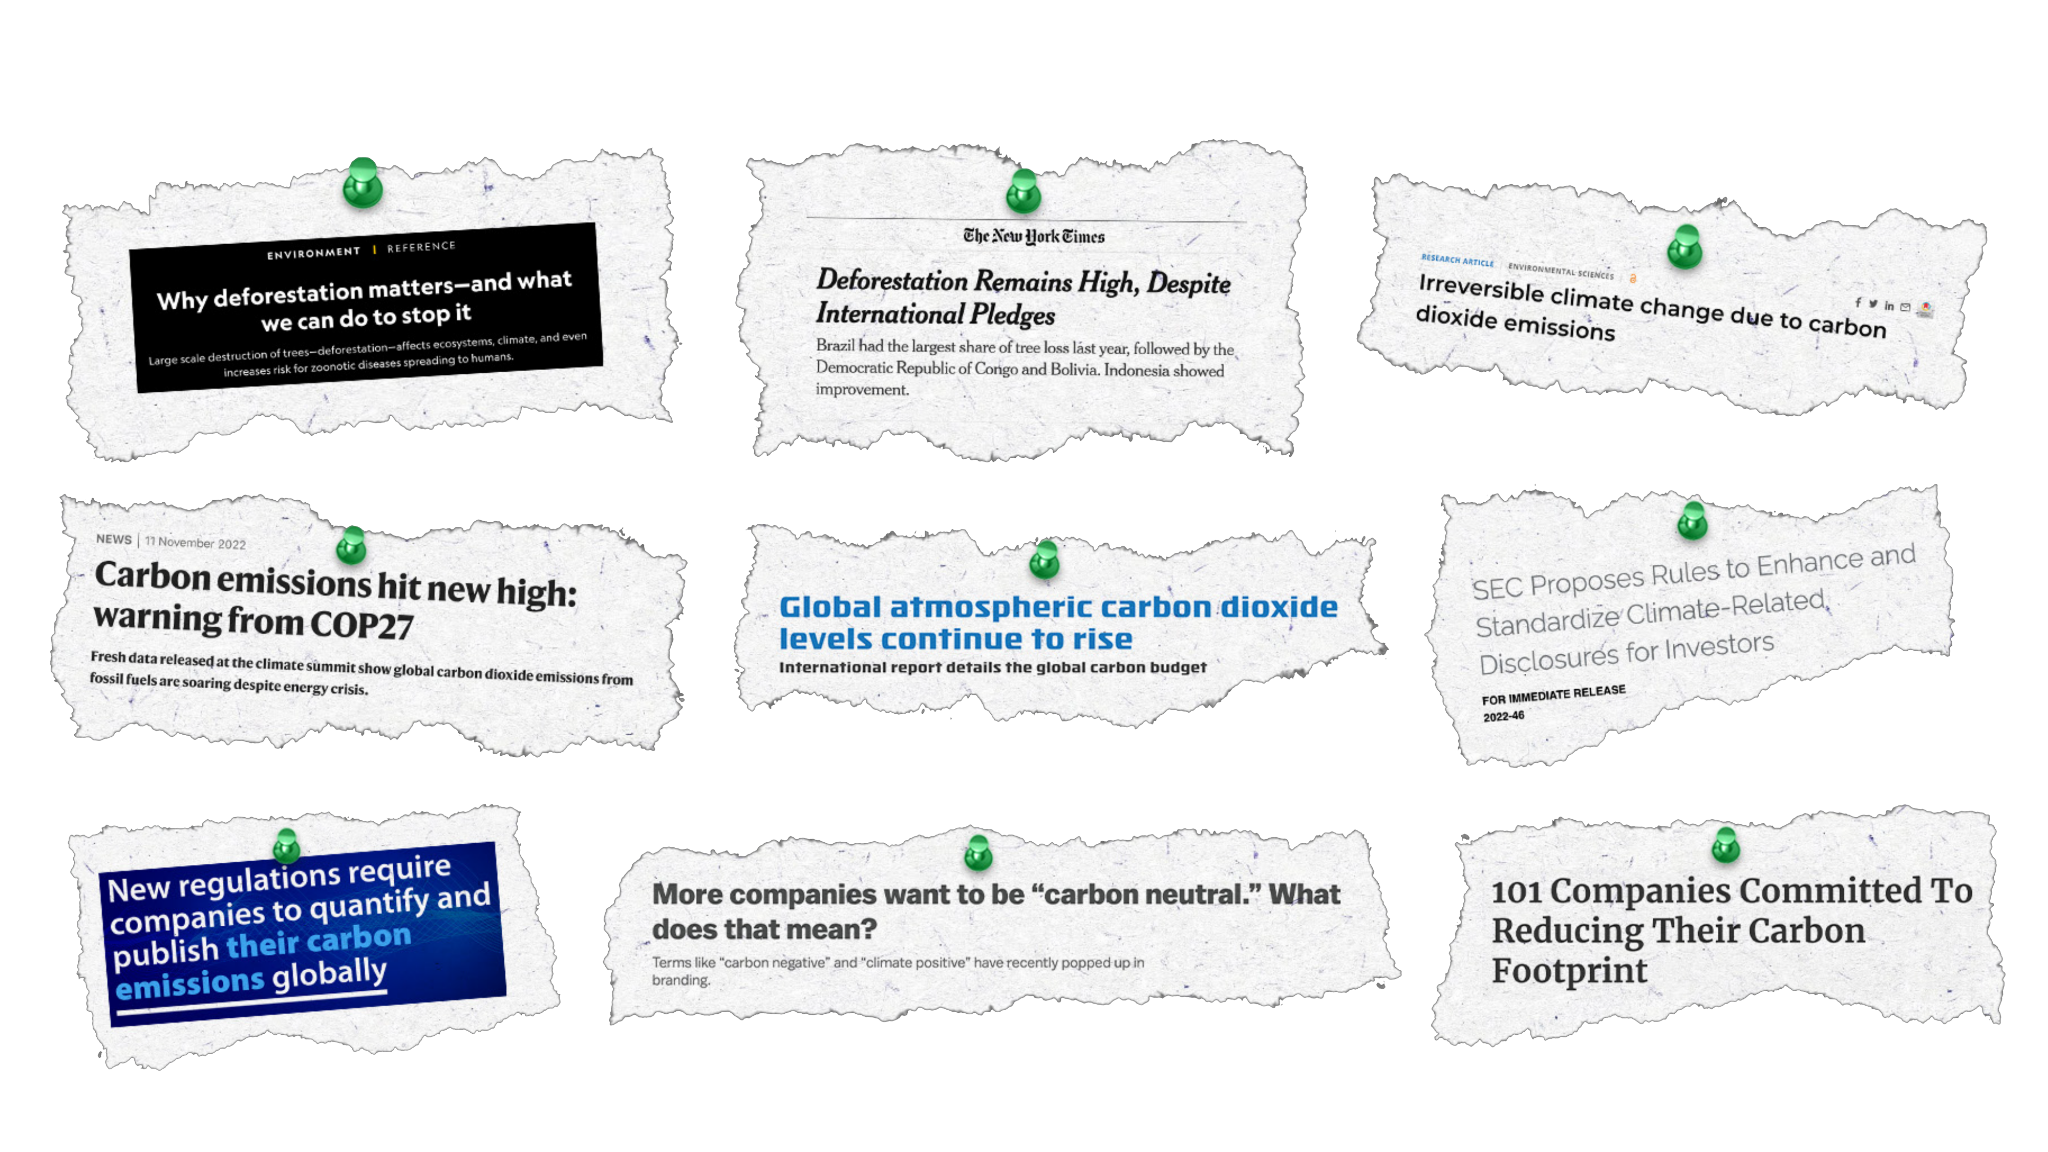 ENVIRONMENT | REFERENCE
Why deforestation matters—and what
we can do to stop it
Large scale destruction of trees—deforestation—affects ecosystems, climate, and even
increases risk for zoonotic diseases spreading to humans.
The New York Times
Deforestation Remains High, Despite
International Pledges
Brazil had the largest share of tree loss last year, followed by the
Democratic Republic of Congo and Bolivia. Indonesia showed
improvement.
RESEARCH ARTICLE ENVIRONMENTAL SCIENCES
Irreversible climate change due to carbon
dioxide emissions
NEWS | 11 November 2022
Carbon emissions hit new high:
warning from COP27
Fresh data released at the climate summit show global carbon dioxide emissions from
fossil fuels are soaring despite energy crisis.
Global atmospheric carbon dioxide
levels continue to rise
International report details the global carbon budget
SEC Proposes Rules to Enhance and
Standardize Climate-Related
Disclosures for Investors
FOR IMMEDIATE RELEASE
2022-46
New regulations require
companies to quantify and
publish their carbon
emissions globally
More companies want to be “carbon neutral.” What
does that mean?
Terms like “carbon negative” and “climate positive” have recently popped up in
branding.
101 Companies Committed To
Reducing Their Carbon
Footprint